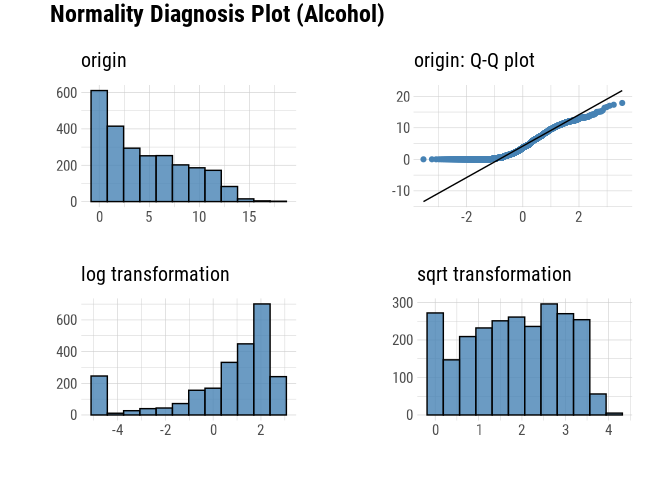 Normality Diagnosis Plot (Alcohol)
origin
600
400
200
0
0 5 10 15
origin: Q-Q plot
20
10
0
-10
-2 0 2
log transformation
600
400
200
0
-4 -2 0 2
sqrt transformation
300
200
100
0
0 1 2 3 4